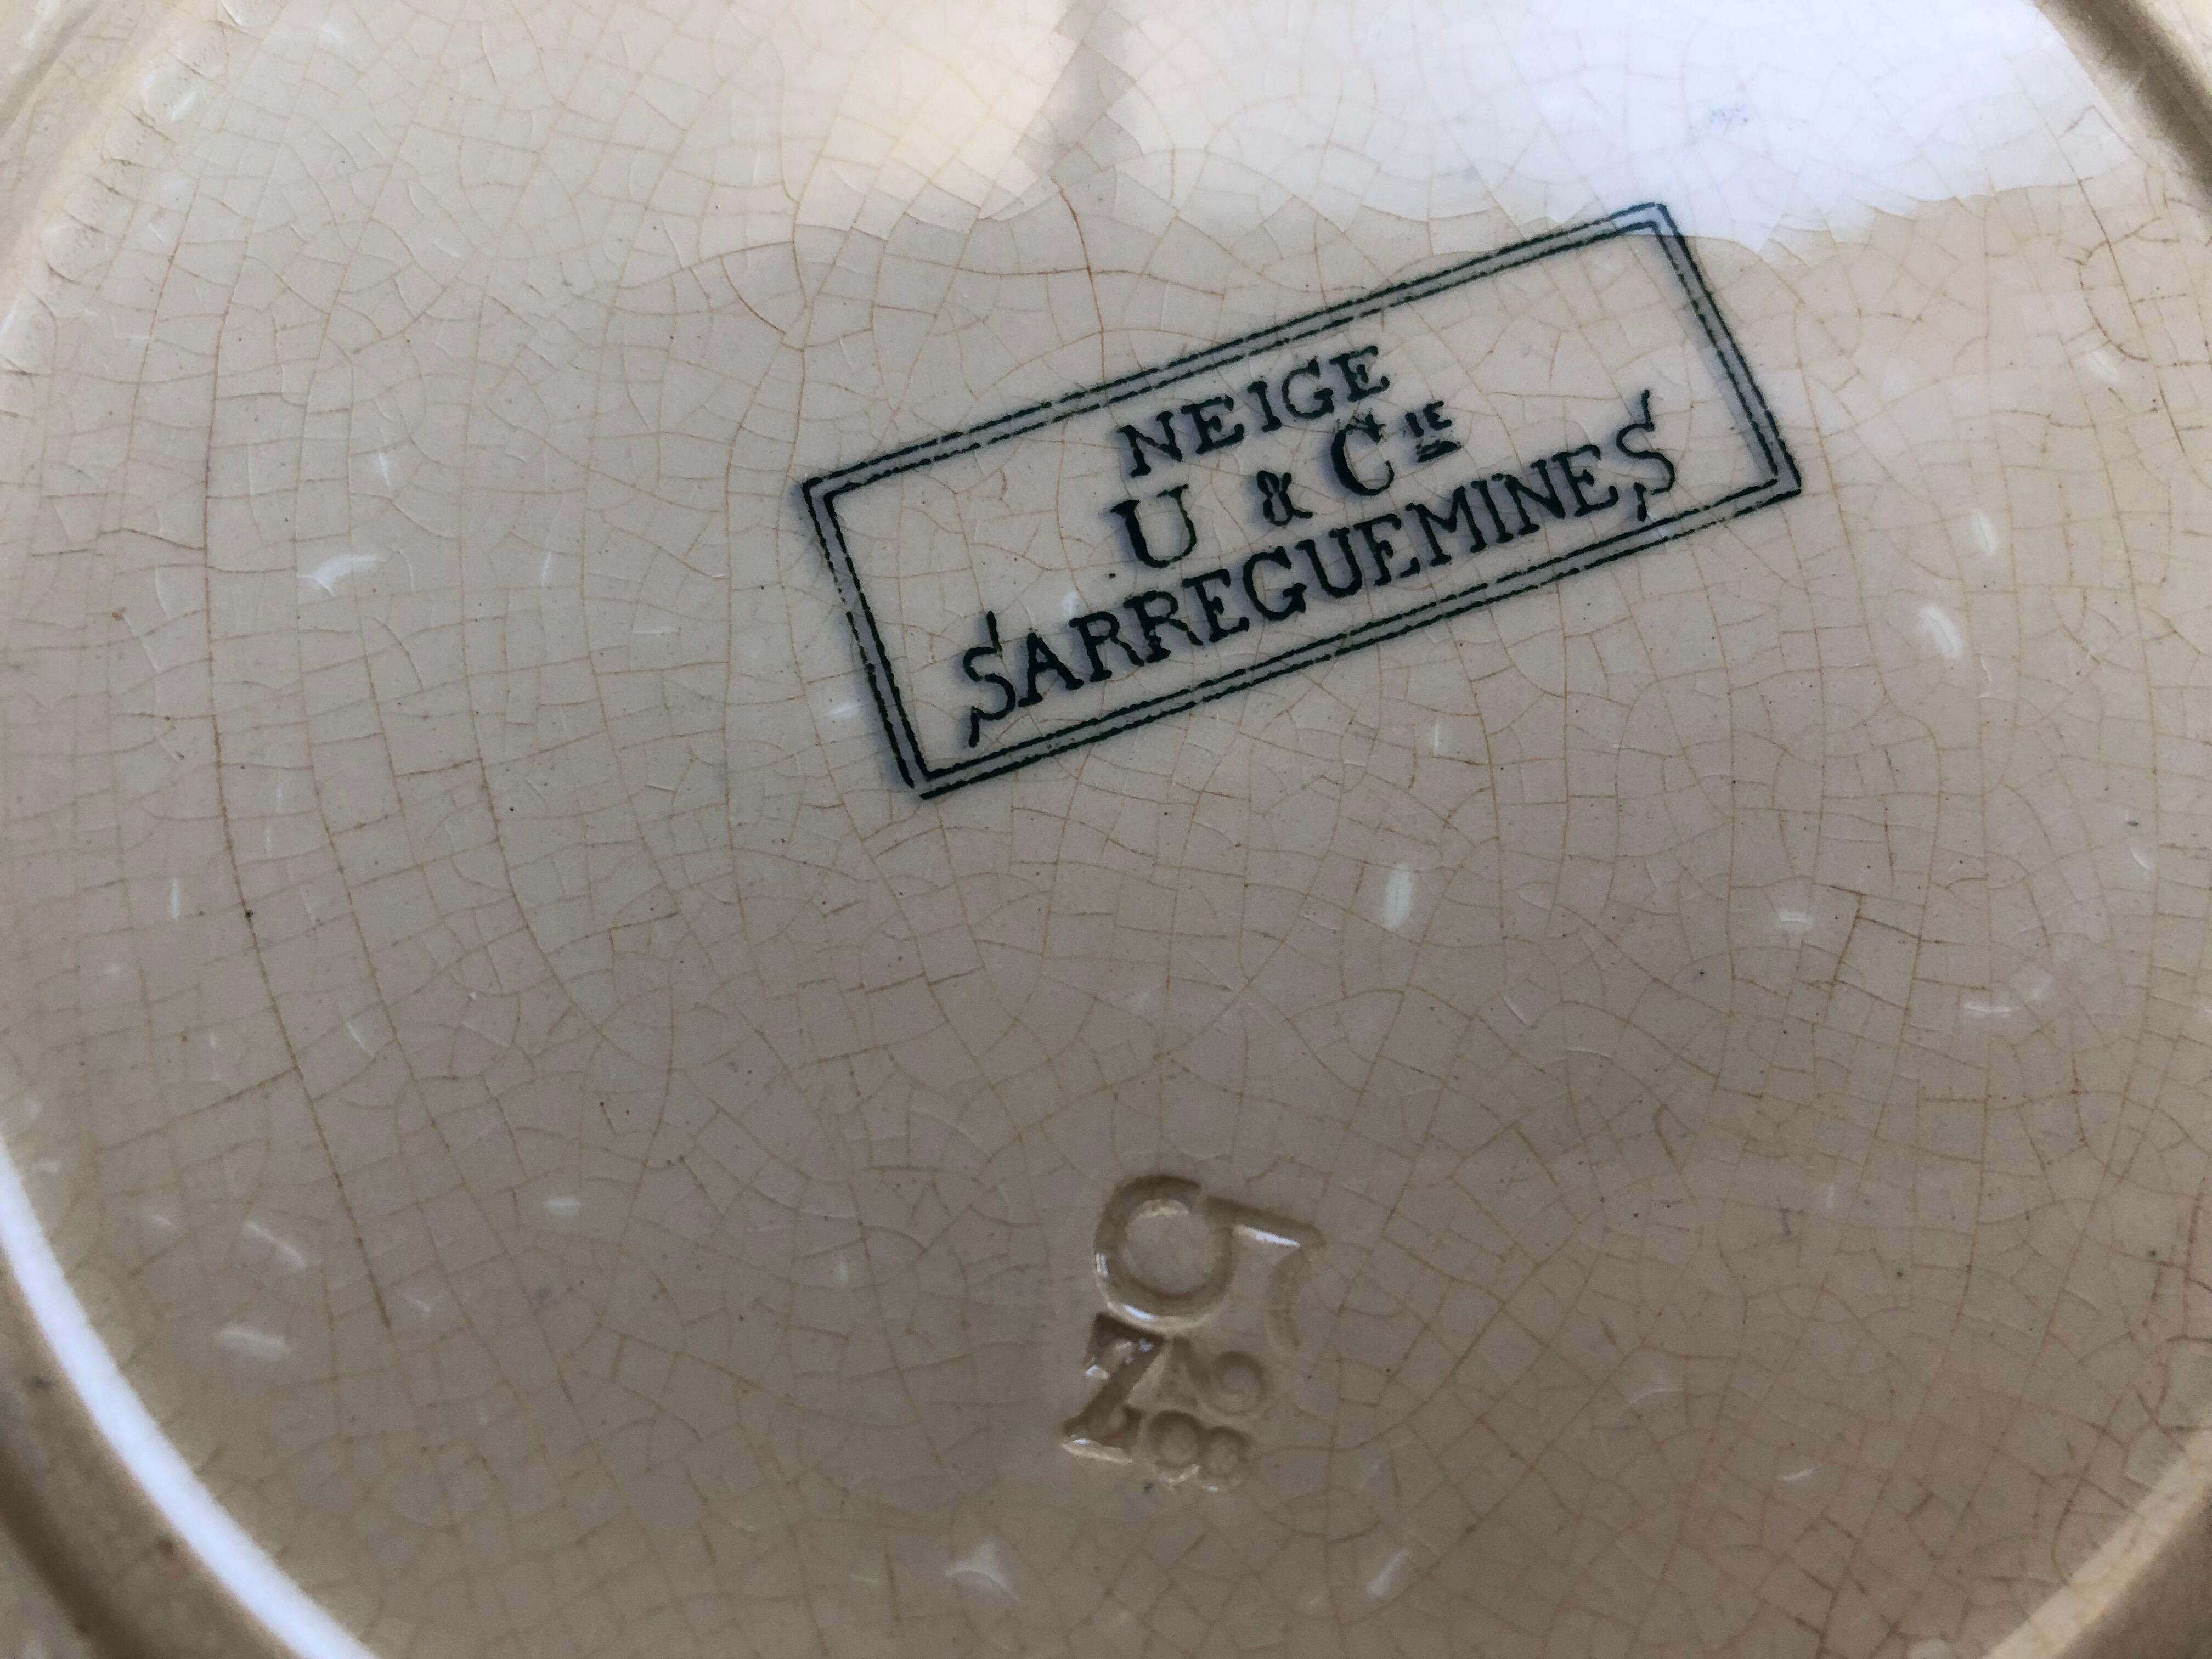 NEIGE
U & Cie
SARREGUEMINES